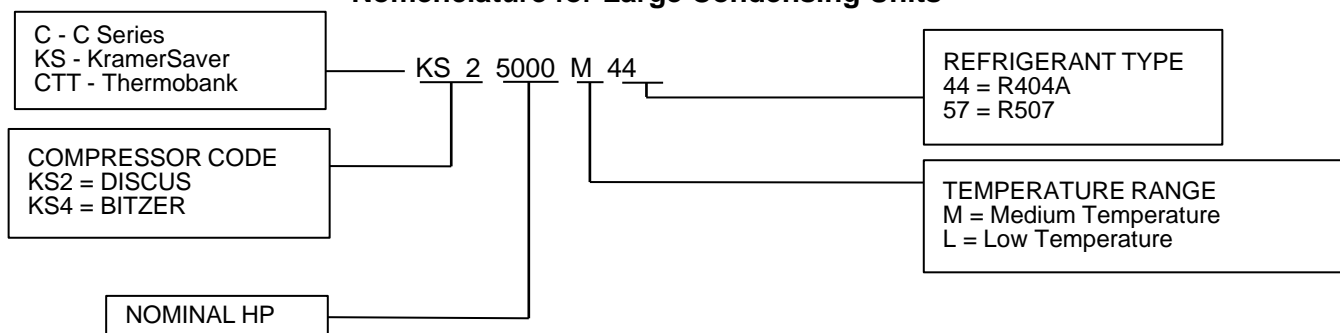 Nomenclature for Large Condensing Units
C - C Series
KS - KramerSaver
CTT - Thermobank
KS 2 5000 M 44
REFRIGERANT TYPE
44 = R404A
57 = R507
COMPRESSOR CODE
KS2 = DISCUS
KS4 = BITZER
TEMPERATURE RANGE
M = Medium Temperature
L = Low Temperature
NOMINAL HP